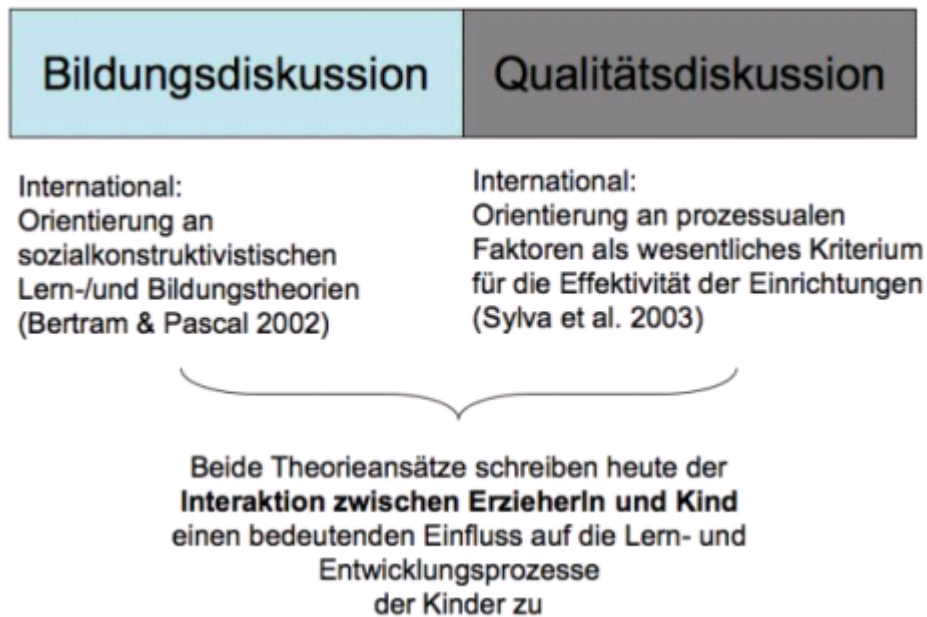 Bildungsdiskussion
Qualitätsdiskussion
International:
Orientierung an
sozialkonstruktivistischen
Lern-/und Bildungstheorien
(Bertram & Pascal 2002)
International:
Orientierung an prozessualen
Faktoren als wesentliches Kriterium
für die Effektivität der Einrichtungen
(Sylva et al. 2003)
Beide Theorieansätze schreiben heute der
Interaktion zwischen ErzieherIn und Kind
einen bedeutenden Einfluss auf die Lern- und
Entwicklungsprozesse
der Kinder zu